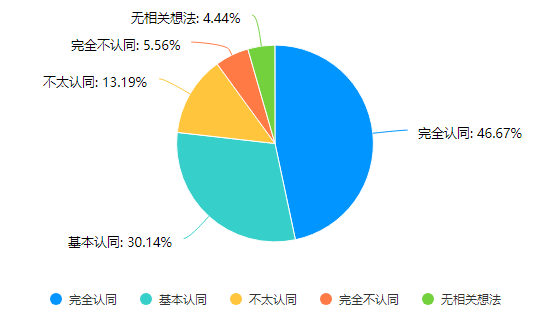 无相关想法: 4.44%
完全不认同: 5.56%
不太认同: 13.19%
完全认同: 46.67%
基本认同: 30.14%
完全认同 基本认同 不太认同 完全不认同 无相关想法